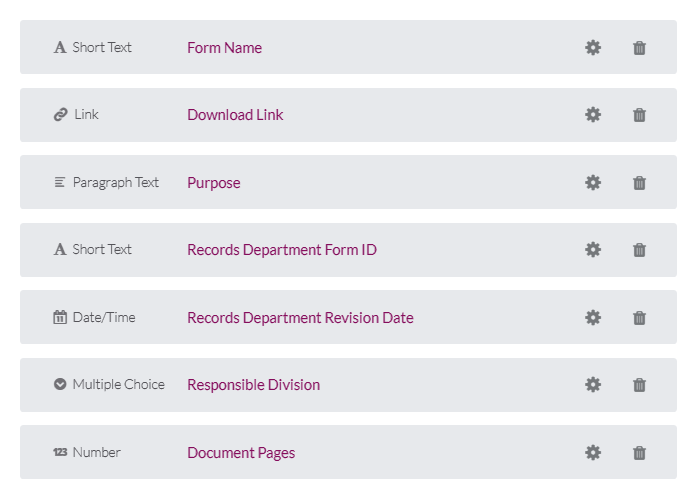 Short Text Form Name
Link Download Link
Paragraph Text Purpose
Short Text Records Department Form ID
11 Date/Time Records Department Revision Date
Multiple Choice Responsible Division
123 Number Document Pages